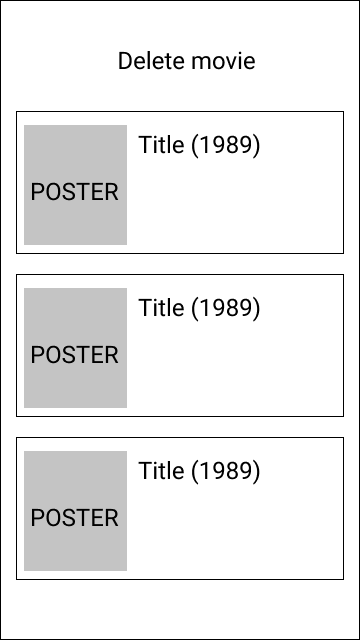 Delete movie
Title (1989)
POSTER
Title (1989)
POSTER
Title (1989)
POSTER